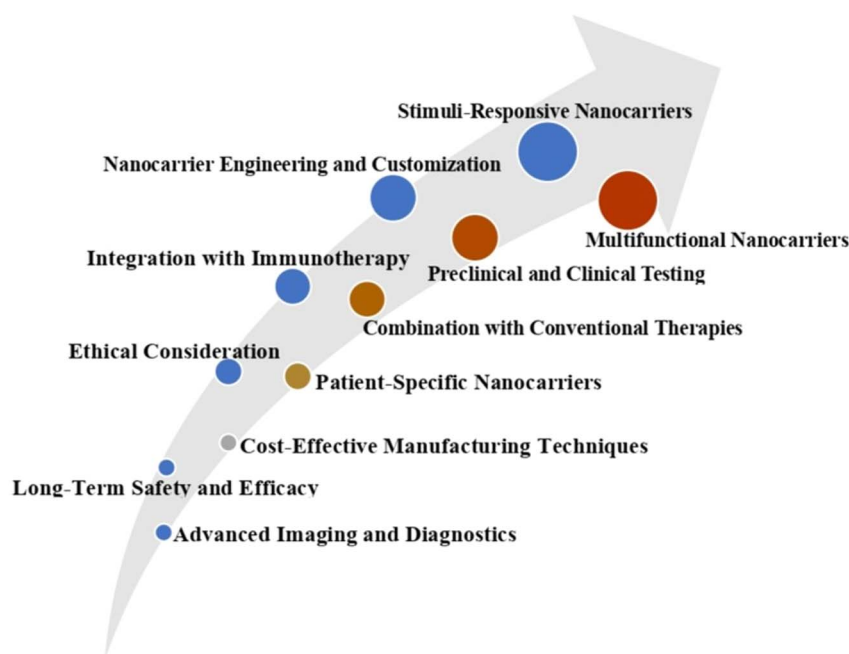 Stimuli-Responsive Nanocarriers
Nanocarrier Engineering and Customization
Multifunctional Nanocarriers
Integration with Immunotherapy
Preclinical and Clinical Testing
Combination with Conventional Therapies
Ethical Consideration
Patient-Specific Nanocarriers
Cost-Effective Manufacturing Techniques
Long-Term Safety and Efficacy
Advanced Imaging and Diagnostics